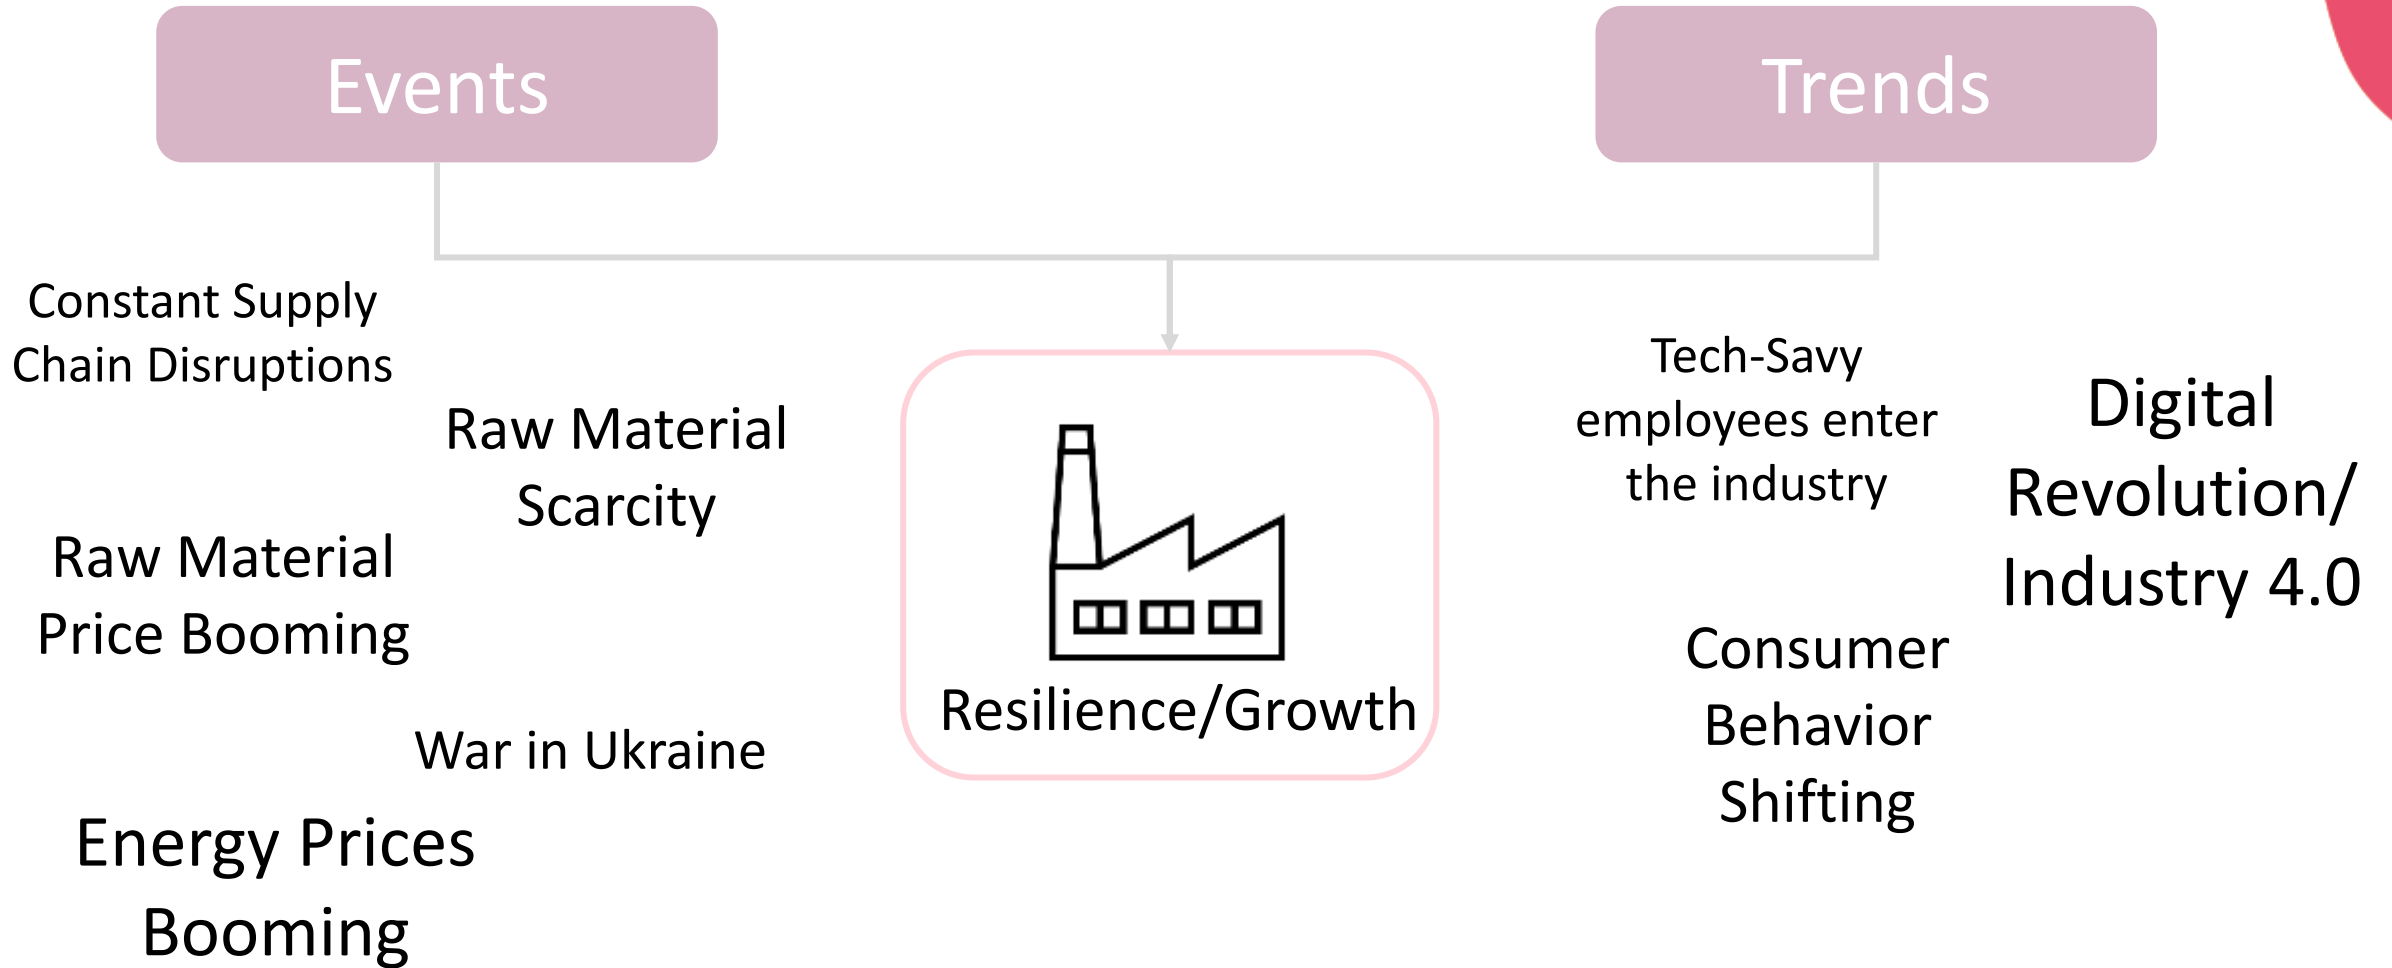 Events
Trends
Constant Supply
Chain Disruptions
Raw Material
Scarcity
Raw Material
Price Booming
War in Ukraine
Energy Prices
Booming
Resilience/Growth
Tech-Savy
employees enter
the industry
Digital
Revolution/
Industry 4.0
Consumer
Behavior
Shifting